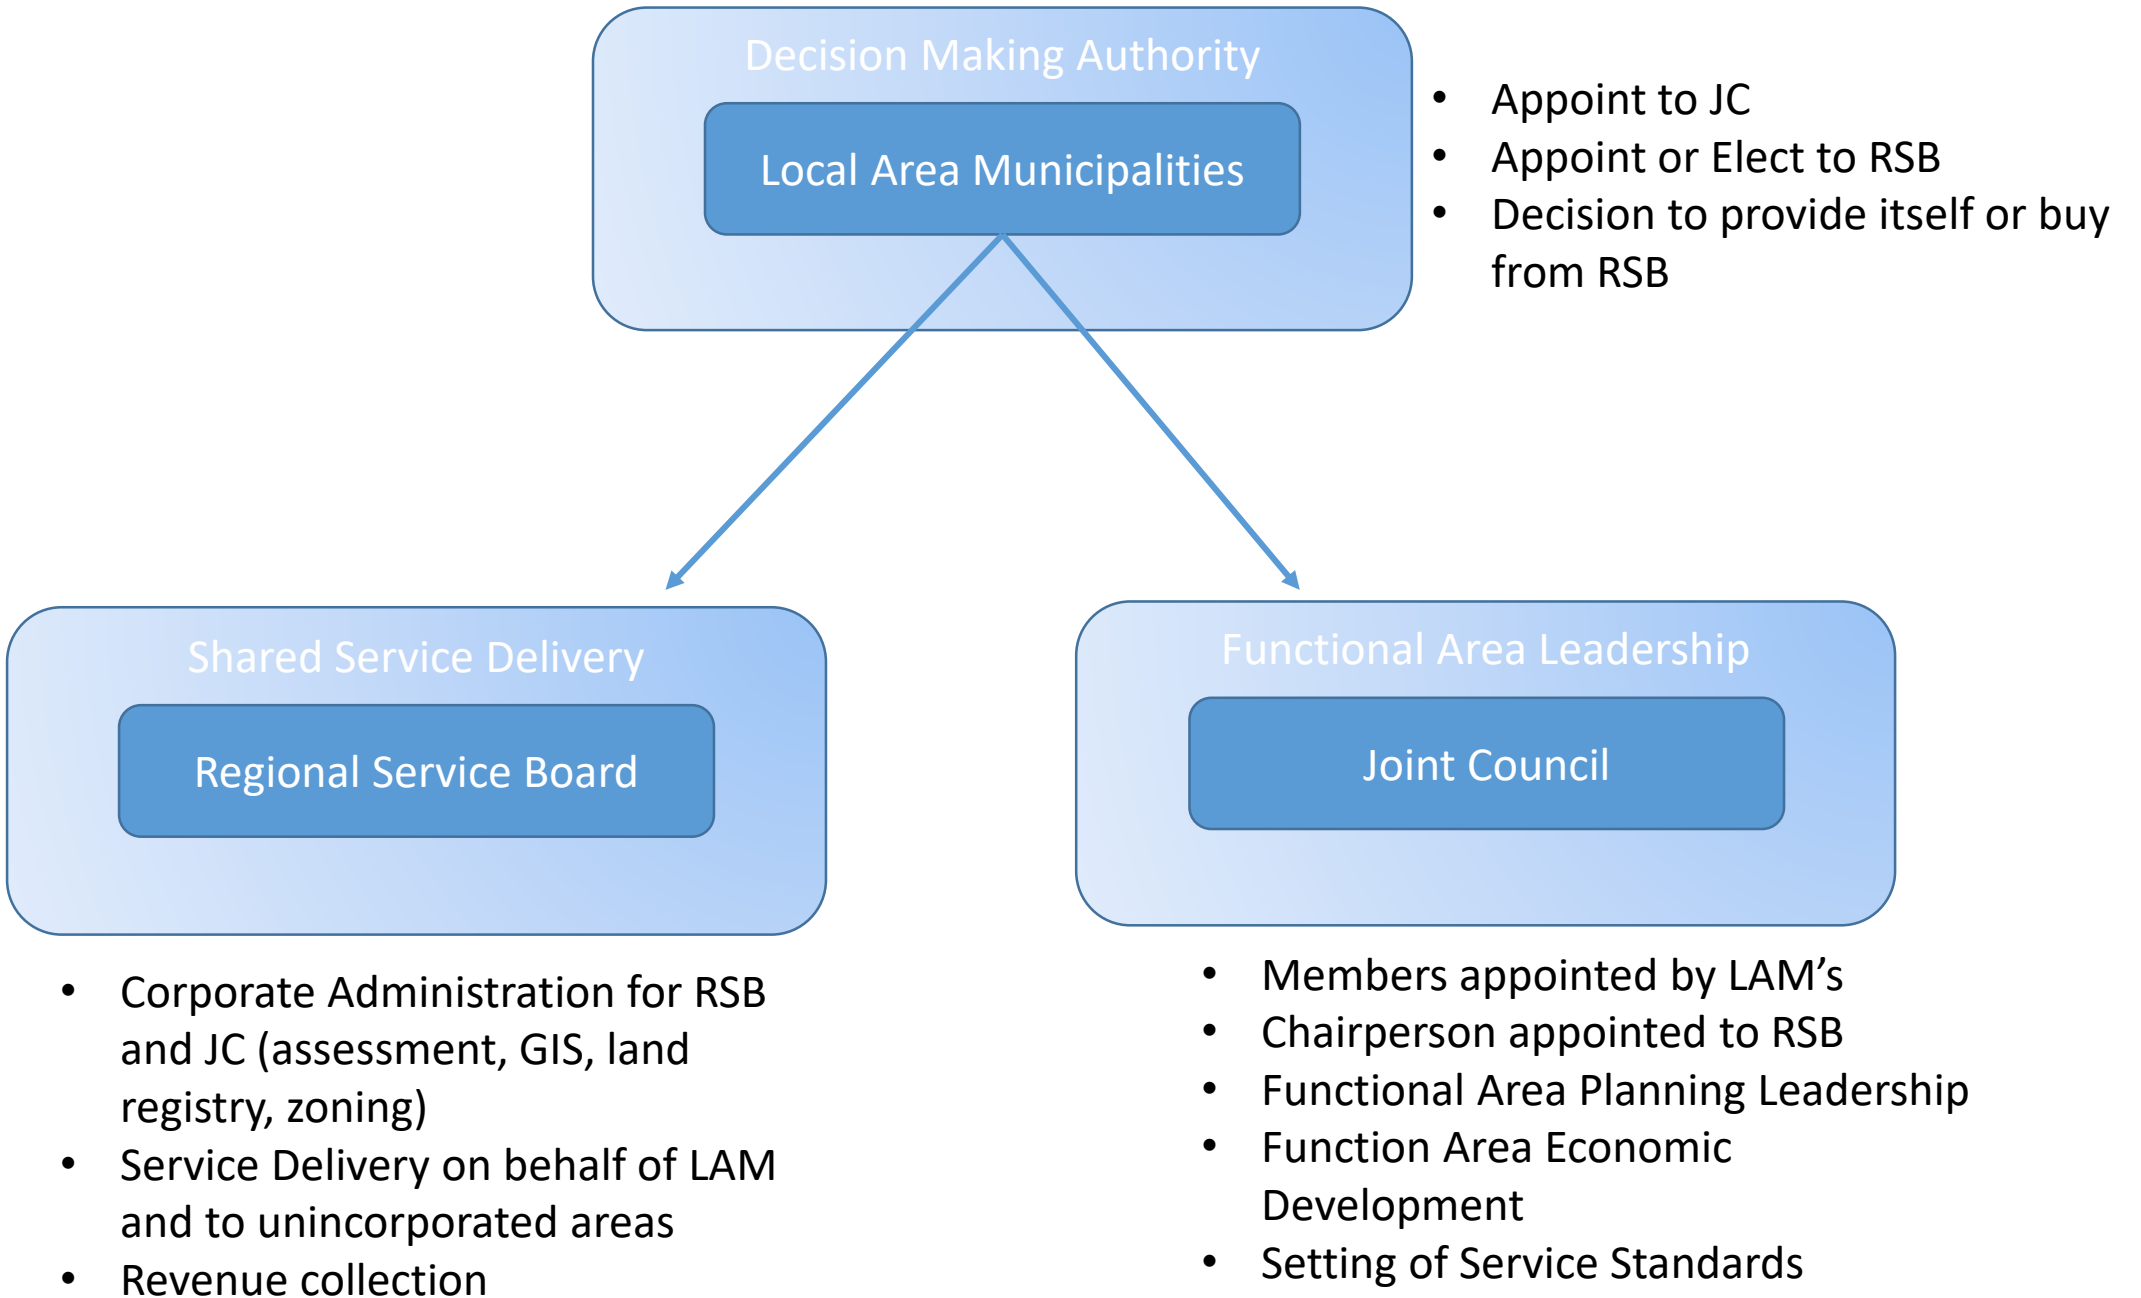 Decision Making Authority
Local Area Municipalities
• Appoint to JC
• Appoint or Elect to RSB
• Decision to provide itself or buy
from RSB
Shared Service Delivery
Regional Service Board
• Corporate Administration for RSB
and JC (assessment, GIS, land
registry, zoning)
• Service Delivery on behalf of LAM
and to unincorporated areas
• Revenue collection
Functional Area Leadership
Joint Council
• Members appointed by LAM’s
• Chairperson appointed to RSB
• Functional Area Planning Leadership
• Function Area Economic
Development
• Setting of Service Standards